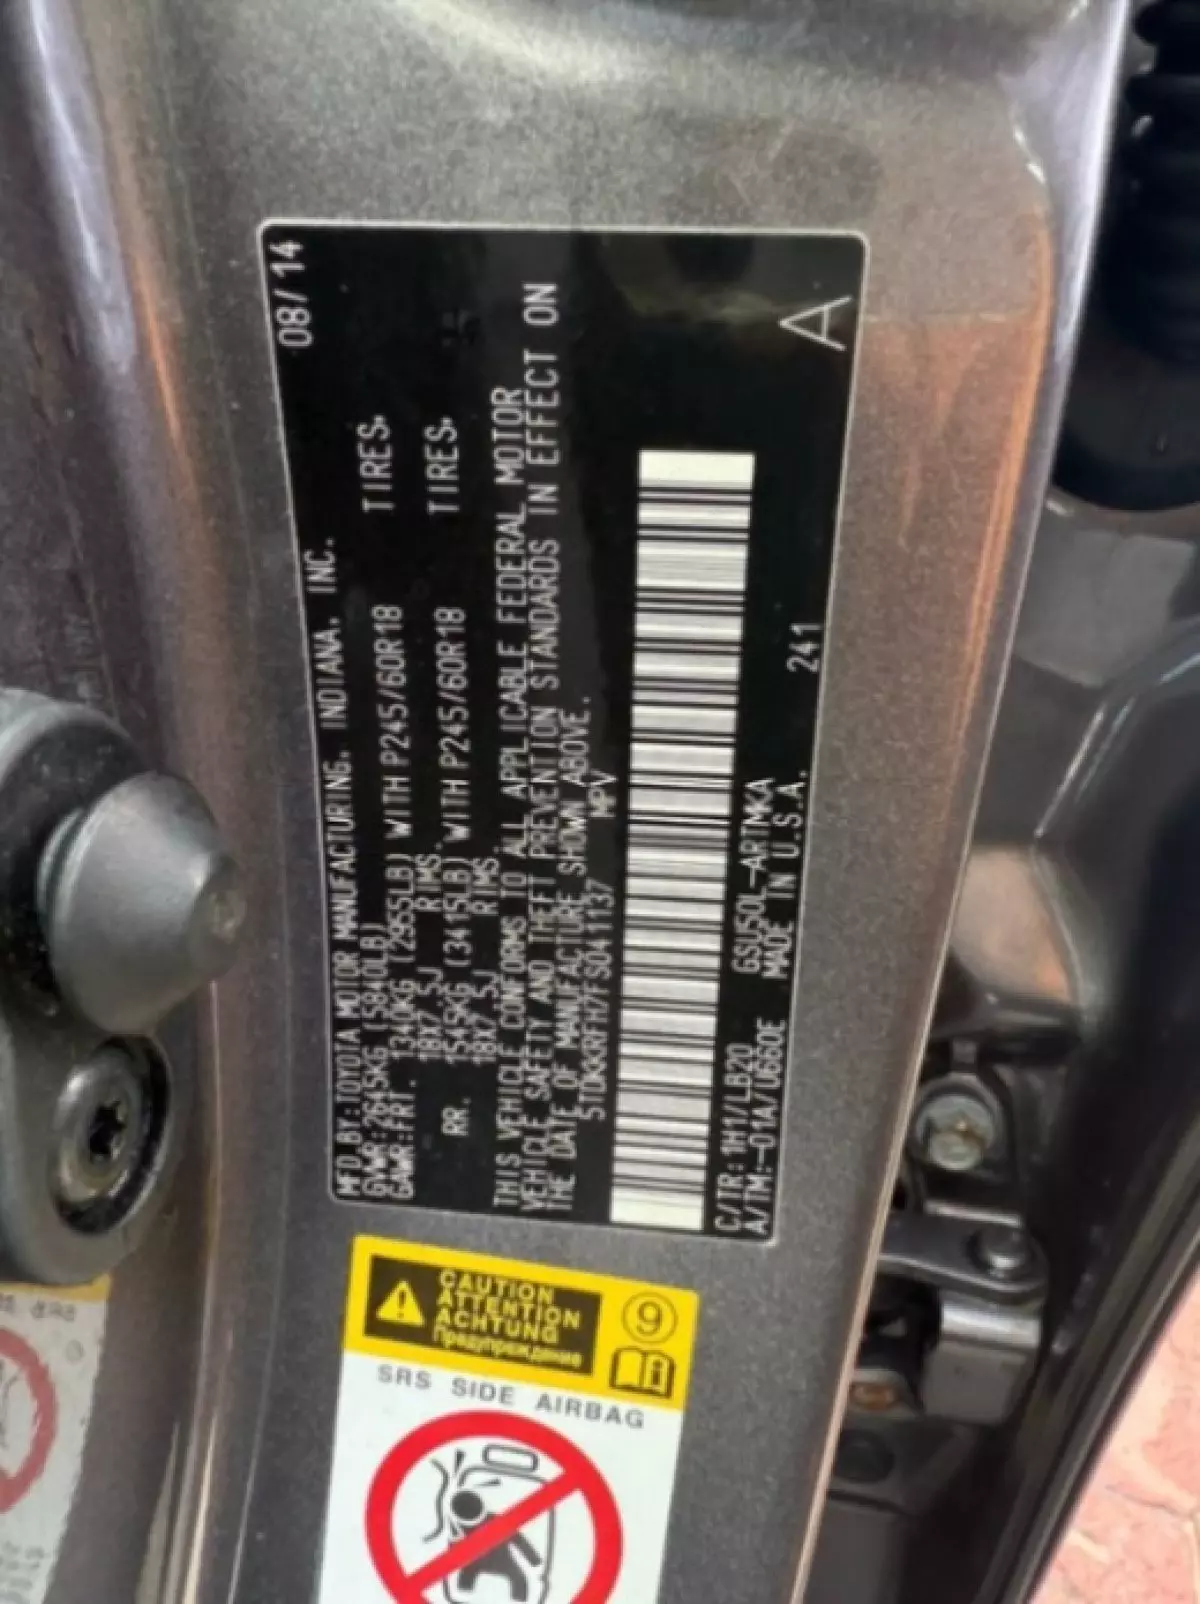 08/14
MFD.BY:TOYOTA MOTOR MANUFACTURING, INDIANA, INC.
GVWR:2645KG (5840LB)
GAWR:FRT. 1340KG (2955LB) WITH P245/60R18 TIRES,
18X7.5J RIMS.
RR. 1545KG (3415LB) WITH P245/60R18 TIRES,
18X7.5J RIMS.
THIS VEHICLE CONFORMS TO ALL APPLICABLE FEDERAL MOTOR
VEHICLE SAFETY AND THEFT PREVENTION STANDARDS IN EFFECT ON
THE DATE OF MANUFACTURE SHOWN ABOVE.
5TDKKRFH7FS041137 MPV
C/TR:1H1/LB20 GSU50L-ARTMKA
A/TM:-01A/U660E MADE IN U.S.A. 241
A
CAUTION
ATTENTION
ACHTUNG
Предупреждение
9
SRS SIDE AIRBAG